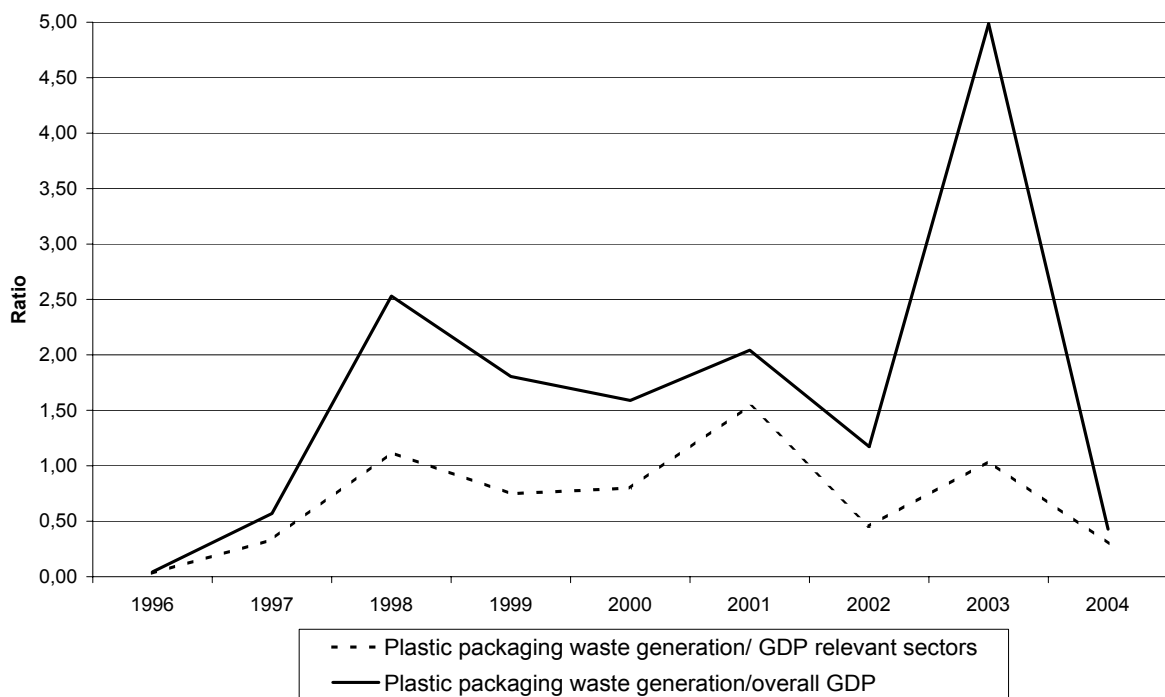 5,00
4,50
4,00
3,50
3,00
2,50
2,00
1,50
1,00
0,50
0,00
Ratio
1996 1997 1998 1999 2000 2001 2002 2003 2004
Plastic packaging waste generation/ GDP relevant sectors
Plastic packaging waste generation/overall GDP